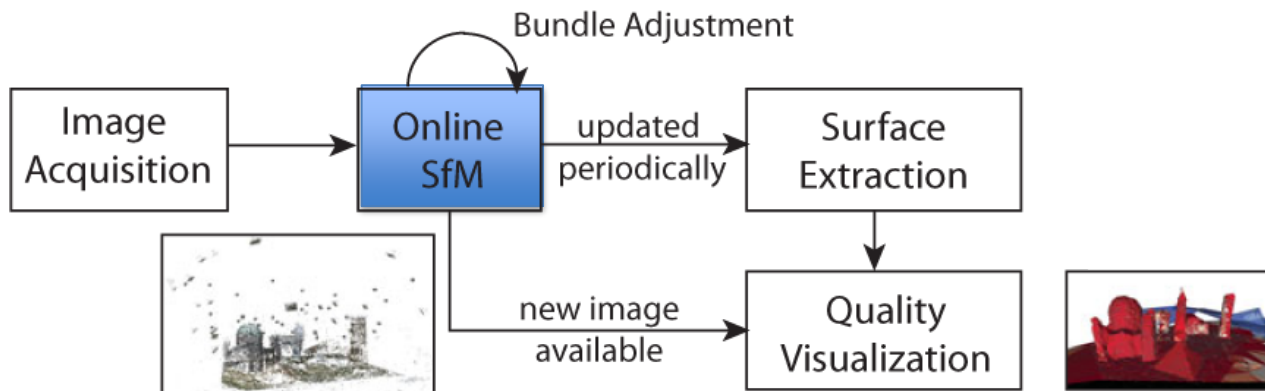 Bundle Adjustment
Image
Acquisition
Online
SfM
updated
periodically
Surface
Extraction
new image
available
Quality
Visualization